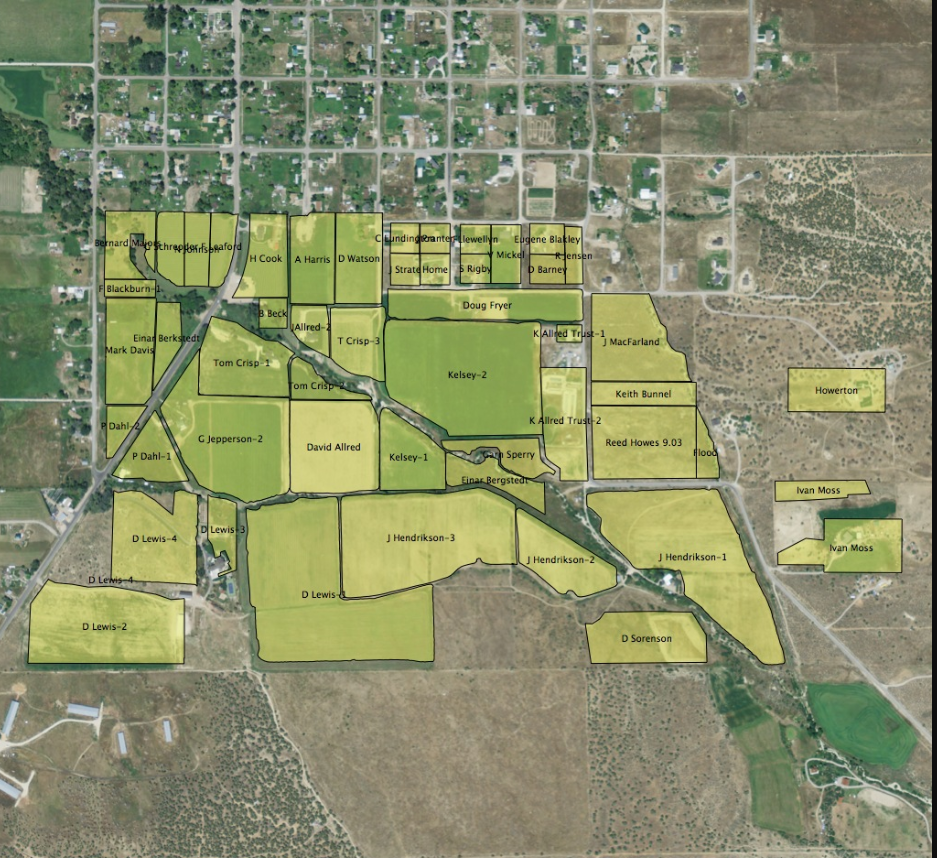 Bernard Majors
N Johnson
H Cook
A Harris
D Watson
Llewellyn
V Mickel
Eugene Blakley
R Jensen
Strate Home
S Rigby
D Barney
F Blackburn-1
B Beck
Doug Fryer
Einar Berkstedt
Mark Davis
JAllred-2
T Crisp-3
K Allred Trust-1
J MacFarland
Tom Crisp-1
Kelsey-2
Tom Crisp-2
Howerton
Keith Bunnel
P Dahl-2
G Jepperson-2
David Allred
K Allred Trust-2
Reed Howes 9.03
P Dahl-1
Kelsey-1
Sperry
Flood
Einar Bergstedt
Ivan Moss
D Lewis-4
D Lewis-3
J Hendrikson-3
J Hendrikson-2
J Hendrikson-1
Ivan Moss
D Lewis-4
D Lewis-1
D Lewis-2
D Sorenson